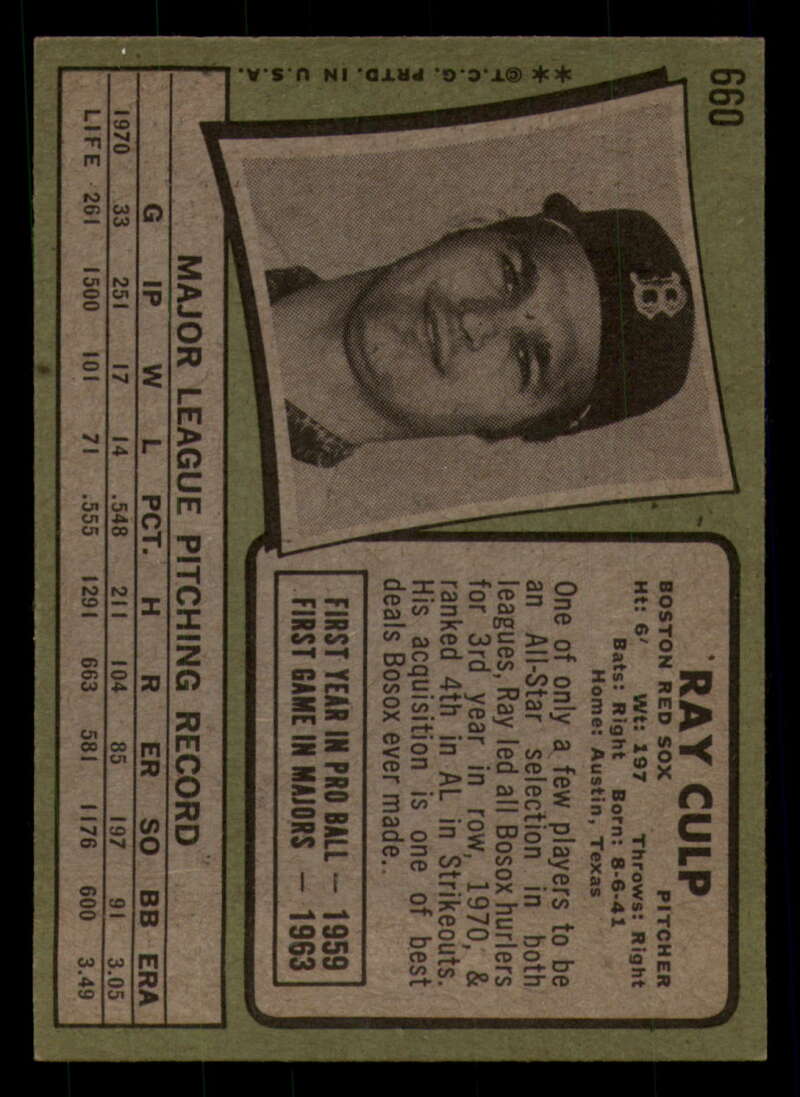 660
**©T.C.G. PRTD. IN U.S.A.
B
RAY CULP
BOSTON RED SOX PITCHER
Ht: 6' Wt: 197 Throws: Right
Bats: Right Born: 8-6-41
Home: Austin, Texas
One of only a few players to be
an All-Star selection in both
leagues, Ray led all Bosox hurlers
for 3rd year in row, 1970, &
ranked 4th in AL in Strikeouts.
His acquisition is one of best
deals Bosox ever made..
FIRST YEAR IN PRO BALL — 1959
FIRST GAME IN MAJORS — 1963
MAJOR LEAGUE PITCHING RECORD
G IP W L PCT. H R ER SO BB ERA
1970 33 251 17 14 .548 211 104 85 197 91 3.05
LIFE 261 1500 101 71 .555 1291 663 581 1176 600 3.49